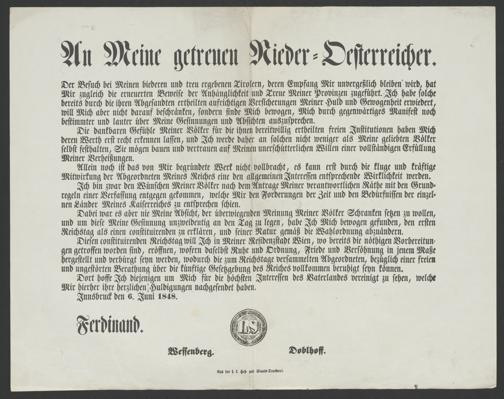 An Meine getreuen Nieder-Oesterreicher.
Der Besuch bei Meinen biederen und treu ergebenen Tirolern, deren Empfang Mir unvergeßlich bleiben wird, hat
Mir zugleich die erneuerten Beweise der Anhänglichkeit und Treue Meiner Provinzen zugeführt. Ich habe solche
bereits durch die ihren Abgesandten ertheilten aufrichtigen Versicherungen Meiner Huld und Gewogenheit erwiedert,
will Mich aber nicht darauf beschränken, sondern finde Mich bewogen, Mich durch gegenwärtiges Manifest noch
bestimmter und lauter über Meine Gesinnungen und Absichten auszusprechen.
Die dankbaren Gefühle Meiner Völker für die ihnen bereitwillig ertheilten freien Institutionen haben Mich
deren Werth erst recht erkennen lassen, und Ich werde daher an solchen nicht weniger als Meine geliebten Völker
selbst festhalten. Sie mögen bauen und vertrauen auf Meinen unerschütterlichen Willen einer vollständigen Erfüllung
Meiner Verheißungen.
Allein noch ist das von Mir begründete Werk nicht vollbracht, es kann erst durch die kluge und kräftige
Mitwirkung der Abgeordneten Meines Reichs eine den allgemeinen Interessen entsprechende Wirklichkeit werden.
Ich bin zwar den Wünschen Meiner Völker nach dem Antrage Meiner verantwortlichen Räthe mit den Grund-
regeln einer Verfassung entgegen gekommen, welche Mir den Forderungen der Zeit und den Bedürfnissen der einzel-
nen Länder Meines Kaiserreiches zu entsprechen schien.
Dabei war es aber nie Meine Absicht, der überwiegenden Meinung Meiner Völker Schranken setzen zu wollen,
und um diese Meine Gesinnung unzweideutig an den Tag zu legen, habe Ich Mich bewogen gefunden, den ersten
Reichstag als einen constituirenden zu erklären, und seiner Natur gemäß die Wahlordnung abzuändern.
Diesen constituirenden Reichstag will Ich in Meiner Residenzstadt Wien, wo bereits die nöthigen Vorbereitun-
gen getroffen worden sind, eröffnen, wofern daselbst Ruhe und Ordnung, Friede und Versöhnung in jenem Maße
hergestellt und verbürgt seyn werden, wodurch die zum Reichstage versammelten Abgeordneten, bezüglich einer freien
und ungestörten Berathung über die künftige Gesetzgebung des Reiches vollkommen beruhigt seyn können.
Dort hoffe Ich diejenigen um Mich für die höchsten Interessen des Vaterlandes vereinigt zu sehen, welche
Mir hierher ihre herzlichen Huldigungen nachgesendet haben.
Innsbruck den 6. Juni 1848.
Ferdinand.
Wessenberg. Doblhoff.
Aus der k. k. Hof- und Staats-Druckerei.